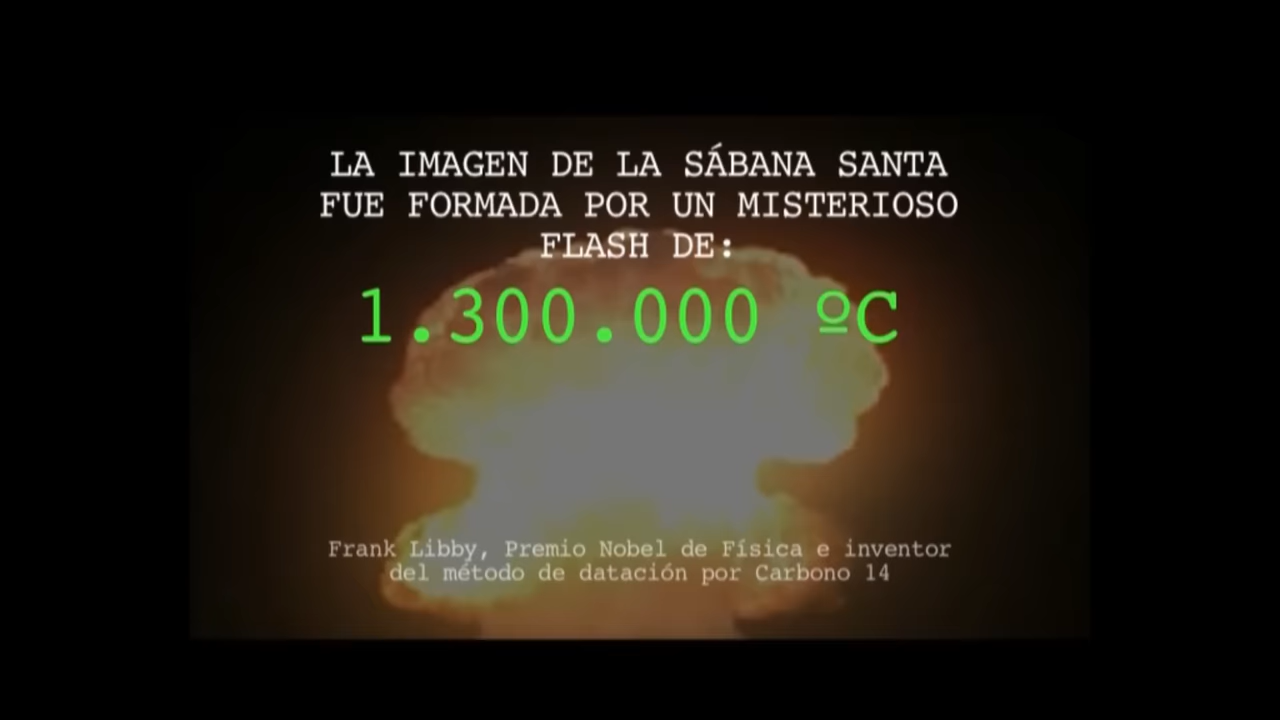 LA IMAGEN DE LA SÁBANA SANTA
FUE FORMADA POR UN MISTERIOSO
FLASH DE:
1.300.000 ºC
Frank Libby, Premio Nobel de Física e inventor
del método de datación por Carbono 14